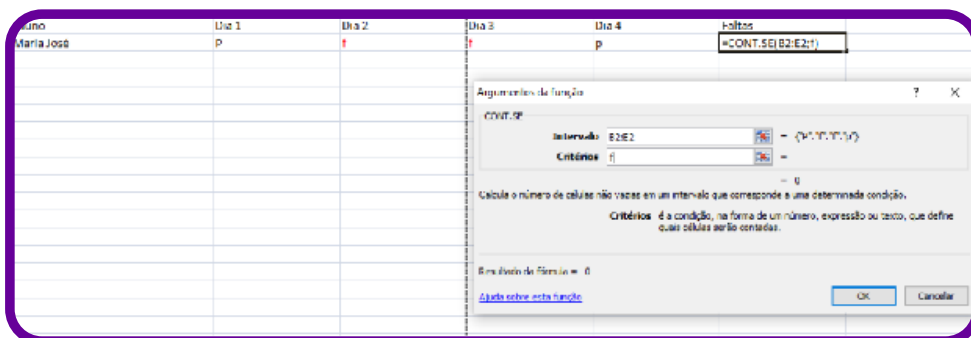 Aluno Dia 1 Dia 2 Dia 3 Dia 4 Faltas
Maria José P f f p =CONT.SE(B2:E2;f)
Argumentos da função ? X
CONT.SE
Intervalo B2:E2 = {"P"."f"."f"."p"}
Critérios f =
= 0
Calcula o número de células não vazias em um intervalo que corresponde a uma determinada condição.
Critérios é a condição, na forma de um número, expressão ou texto, que define
quais células serão contadas.
Resultado da fórmula = 0
Ajuda sobre esta função OK Cancelar